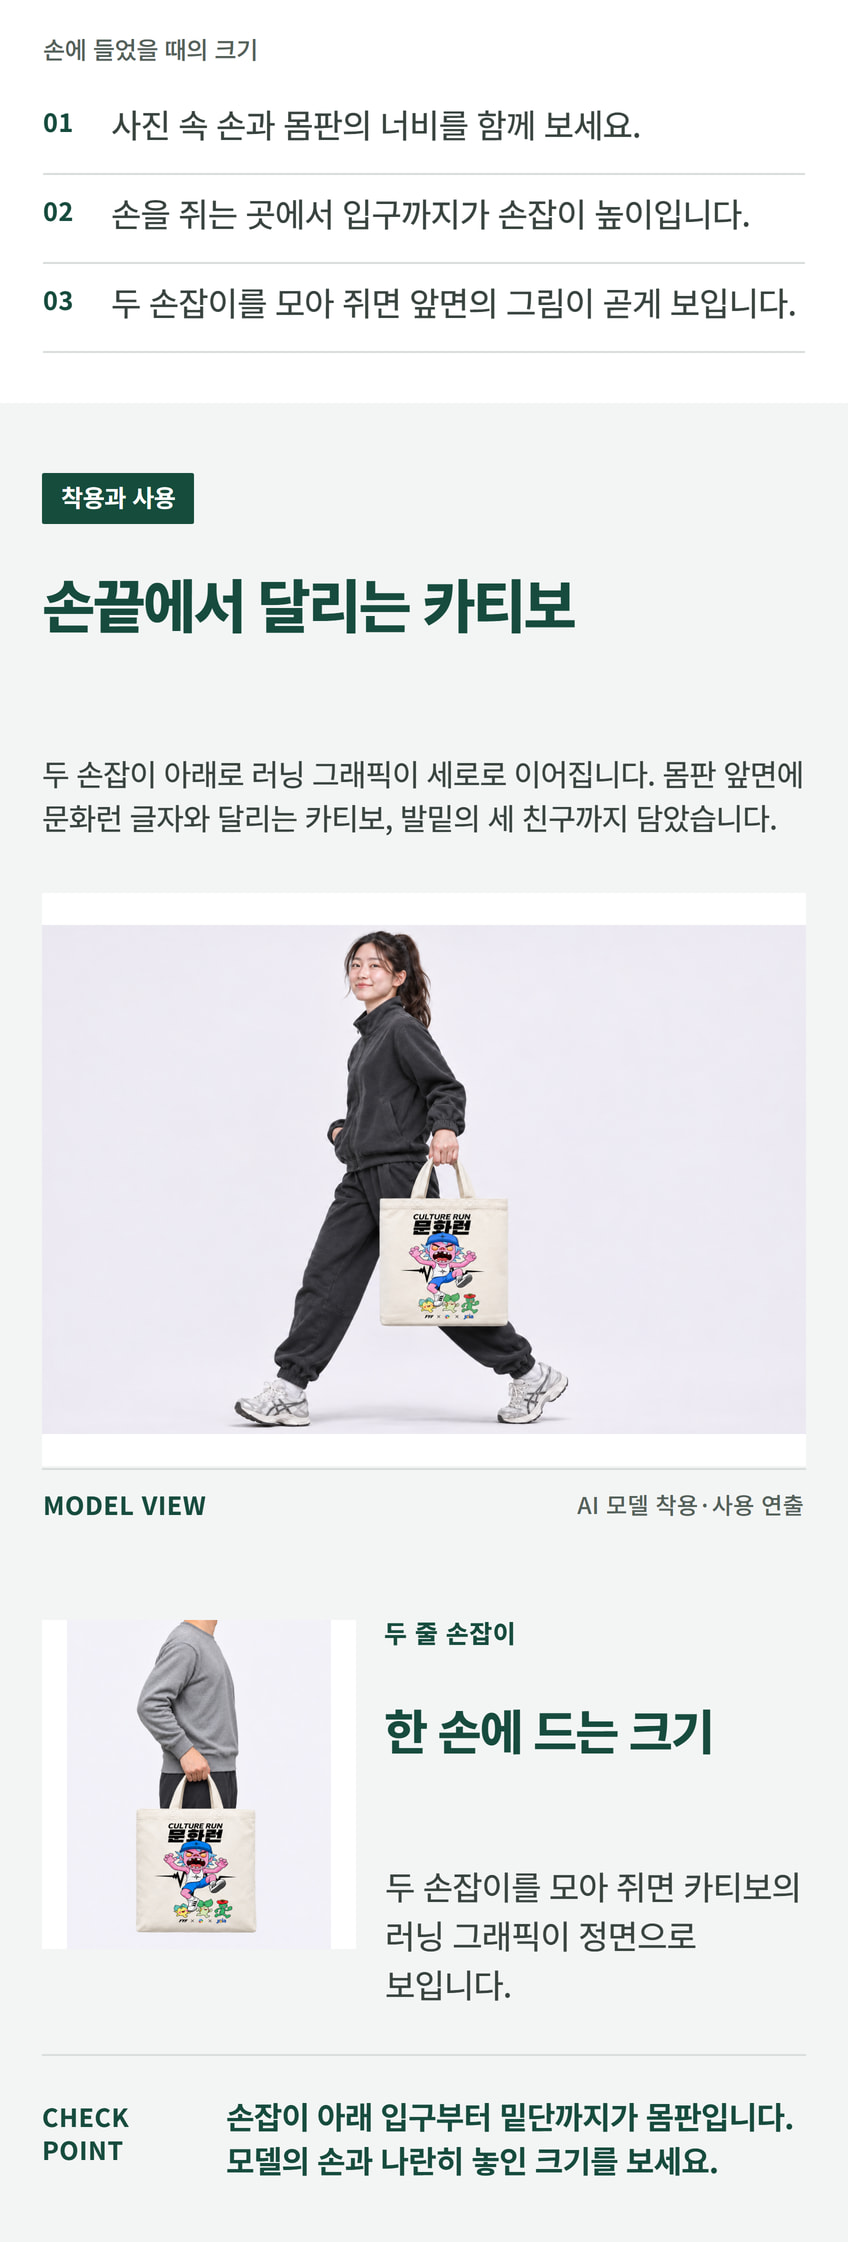 손에 들었을 때의 크기
01 사진 속 손과 몸판의 너비를 함께 보세요.
02 손을 쥐는 곳에서 입구까지가 손잡이 높이입니다.
03 두 손잡이를 모아 쥐면 앞면의 그림이 곧게 보입니다.
착용과 사용
손끝에서 달리는 카티보
두 손잡이 아래로 러닝 그래픽이 세로로 이어집니다. 몸판 앞면에
문화런 글자와 달리는 카티보, 발밑의 세 친구까지 담았습니다.
CULTURE RUN
문화런
MODEL VIEW
AI 모델 착용·사용 연출
두 줄 손잡이
한 손에 드는 크기
CULTURE RUN
문화런
두 손잡이를 모아 쥐면 카티보의
러닝 그래픽이 정면으로
보입니다.
CHECK
POINT
손잡이 아래 입구부터 밑단까지가 몸판입니다.
모델의 손과 나란히 놓인 크기를 보세요.